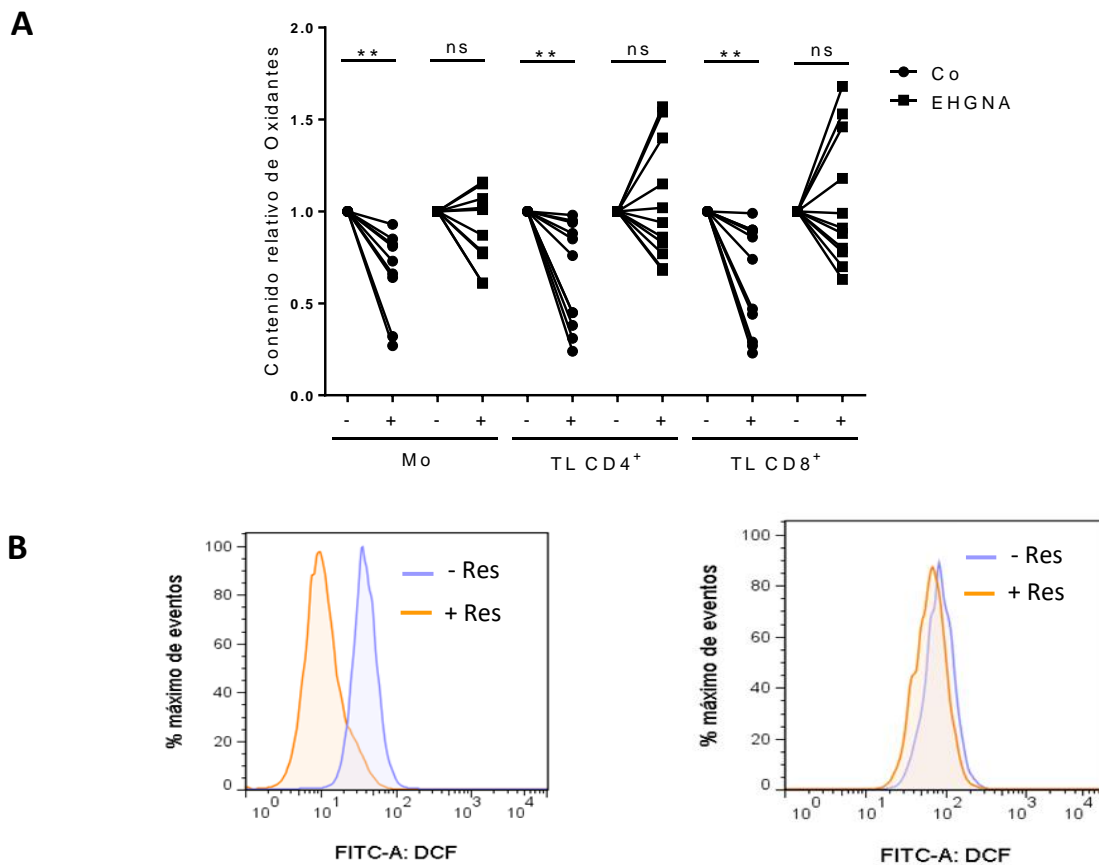 A
Contenido relativo de Oxidantes
2.0
1.5
1.0
0.5
0.0
** ns ** ns ** ns
Co
EHGNA
- + - + - + - + - + - +
Mo TL CD4+ TL CD8+
B
% máximo de eventos
100
80
60
40
20
0
- Res
+ Res
10^0 10^1 10^2 10^3 10^4
FITC-A: DCF
% máximo de eventos
100
80
60
40
20
0
- Res
+ Res
10^0 10^1 10^2 10^3 10^4
FITC-A: DCF